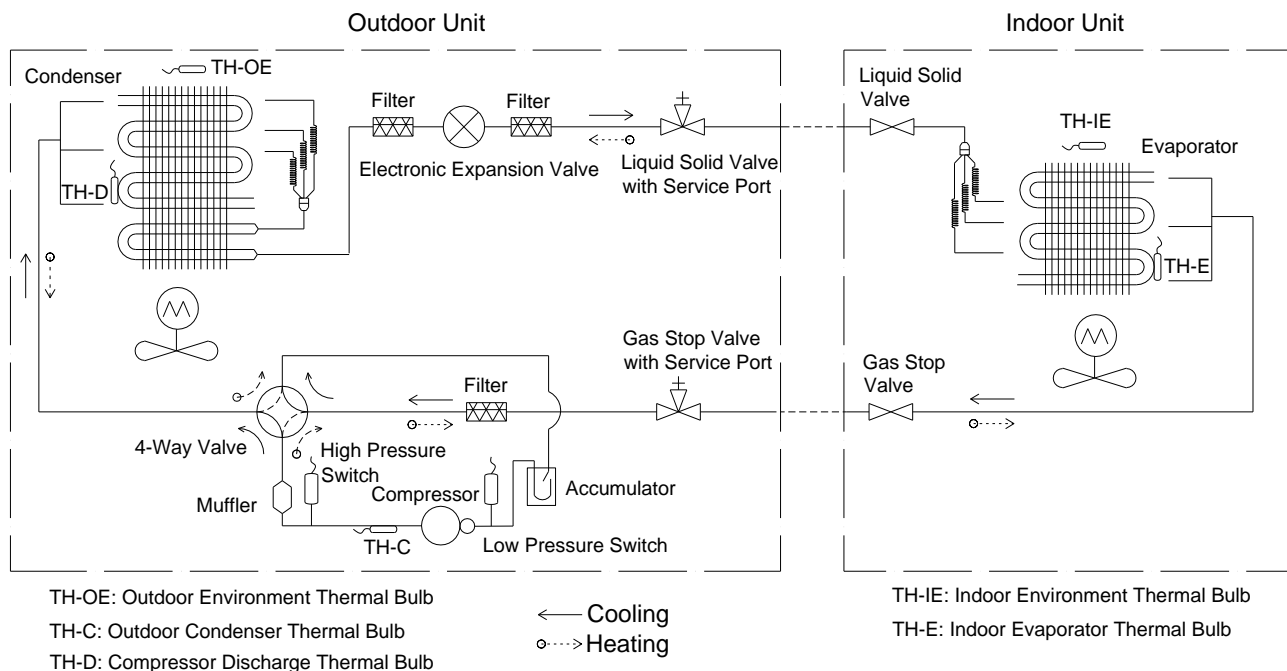 Outdoor Unit
Indoor Unit
Condenser
TH-OE
Filter
Filter
Liquid Solid
Valve
TH-IE
Evaporator
Electronic Expansion Valve
Liquid Solid Valve
with Service Port
TH-D
TH-E
Gas Stop Valve
with Service Port
Gas Stop
Valve
Filter
4-Way Valve
High Pressure
Switch
Muffler
Compressor
Accumulator
TH-C
Low Pressure Switch
TH-OE: Outdoor Environment Thermal Bulb
TH-C: Outdoor Condenser Thermal Bulb
TH-D: Compressor Discharge Thermal Bulb
Cooling
Heating
TH-IE: Indoor Environment Thermal Bulb
TH-E: Indoor Evaporator Thermal Bulb